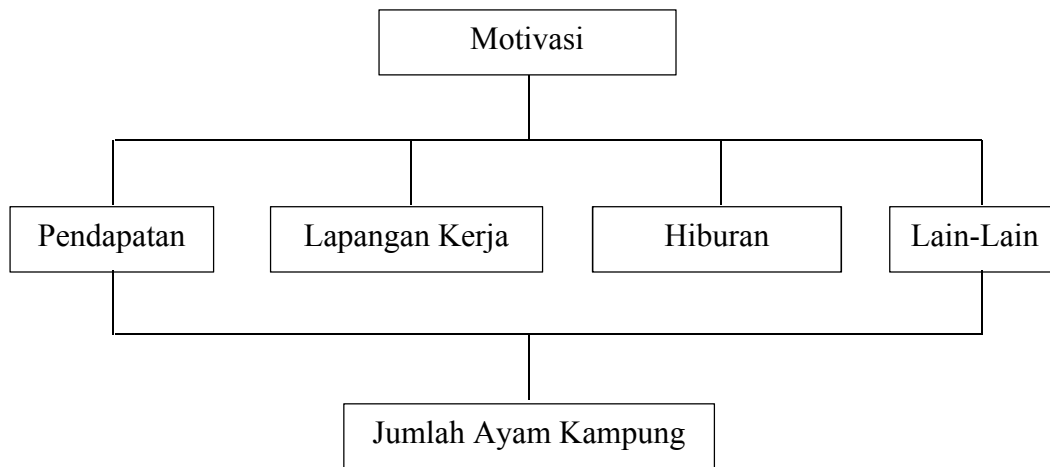 Motivasi
Pendapatan
Lapangan Kerja
Hiburan
Lain-Lain
Jumlah Ayam Kampung